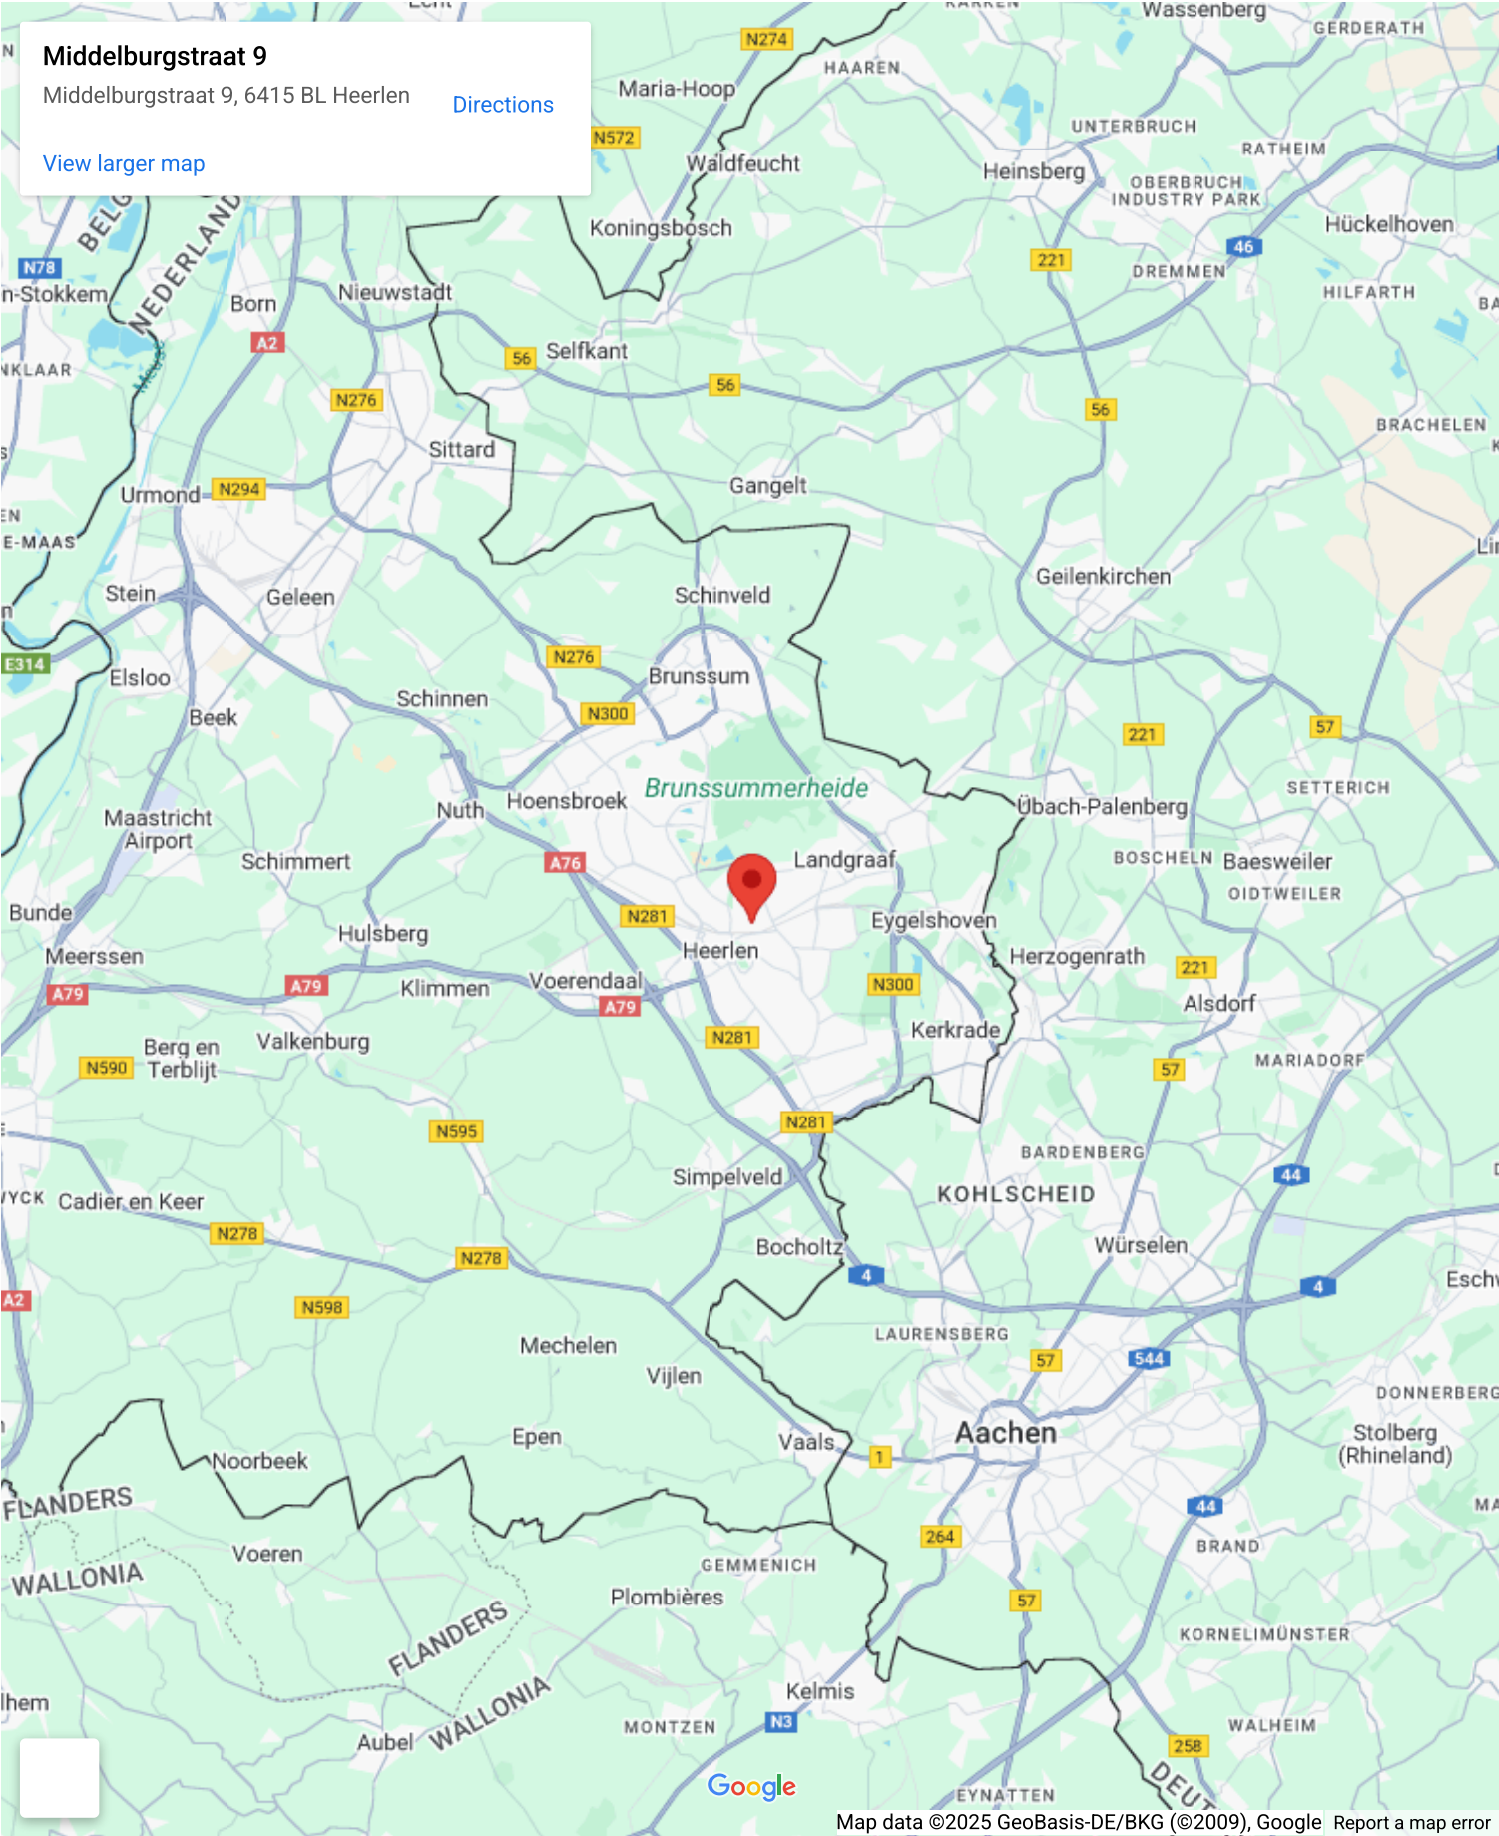 Middelburgstraat 9
Middelburgstraat 9, 6415 BL Heerlen
Directions
View larger map
N274
Wassenberg
GERDERATH
HAAREN
Maria-Hoop
N572
UNTERBRUCH
RATHEIM
Waldfeucht
Heinsberg
OBERBRUCH
INDUSTRY PARK
Koningsbosch
Hückelhoven
NEDERLAND
221
46
N78
DREMMEN
HILFARTH
n-Stokkem
Born
Nieuwstadt
A2
56
Selfkant
Meuse
NKLAAR
N276
56
56
BRACHELEN
Sittard
Urmond
N294
Gangelt
E-MAAS
Stein
Geleen
Schinveld
Geilenkirchen
E314
Elsloo
N276
Brunssum
Schinnen
Beek
N300
57
221
Brunssummerheide
SETTERICH
Hoensbroek
Nuth
Übach-Palenberg
Maastricht
Airport
Schimmert
A76
Landgraaf
BOSCHELN
Baesweiler
OIDTWEILER
Bunde
N281
Eygelshoven
Hulsberg
Meerssen
Heerlen
Herzogenrath
221
A79
A79
Klimmen
Voerendaal
A79
N300
Alsdorf
N281
Kerkrade
Berg en
Terblijt
Valkenburg
N590
57
MARIADORF
N595
N281
BARDENBERG
Simpelveld
44
KOHLSCHEID
WYCK
Cadier en Keer
N278
Bocholtz
Würselen
N278
4
4
Eschw
A2
N598
LAURENSBERG
Mechelen
57
544
Vijlen
DONNERBERG
Epen
Vaals
Aachen
Stolberg
(Rhineland)
1
Noorbeek
FLANDERS
44
264
BRAND
Voeren
GEMMENICH
WALLONIA
Plombières
57
FLANDERS
KORNELIMÜNSTER
Kelmis
WALLONIA
lhem
N3
MONTZEN
WALHEIM
Aubel
258
Google
DEUT
EYNATTEN
Map data ©2025 GeoBasis-DE/BKG (©2009), Google
Report a map error